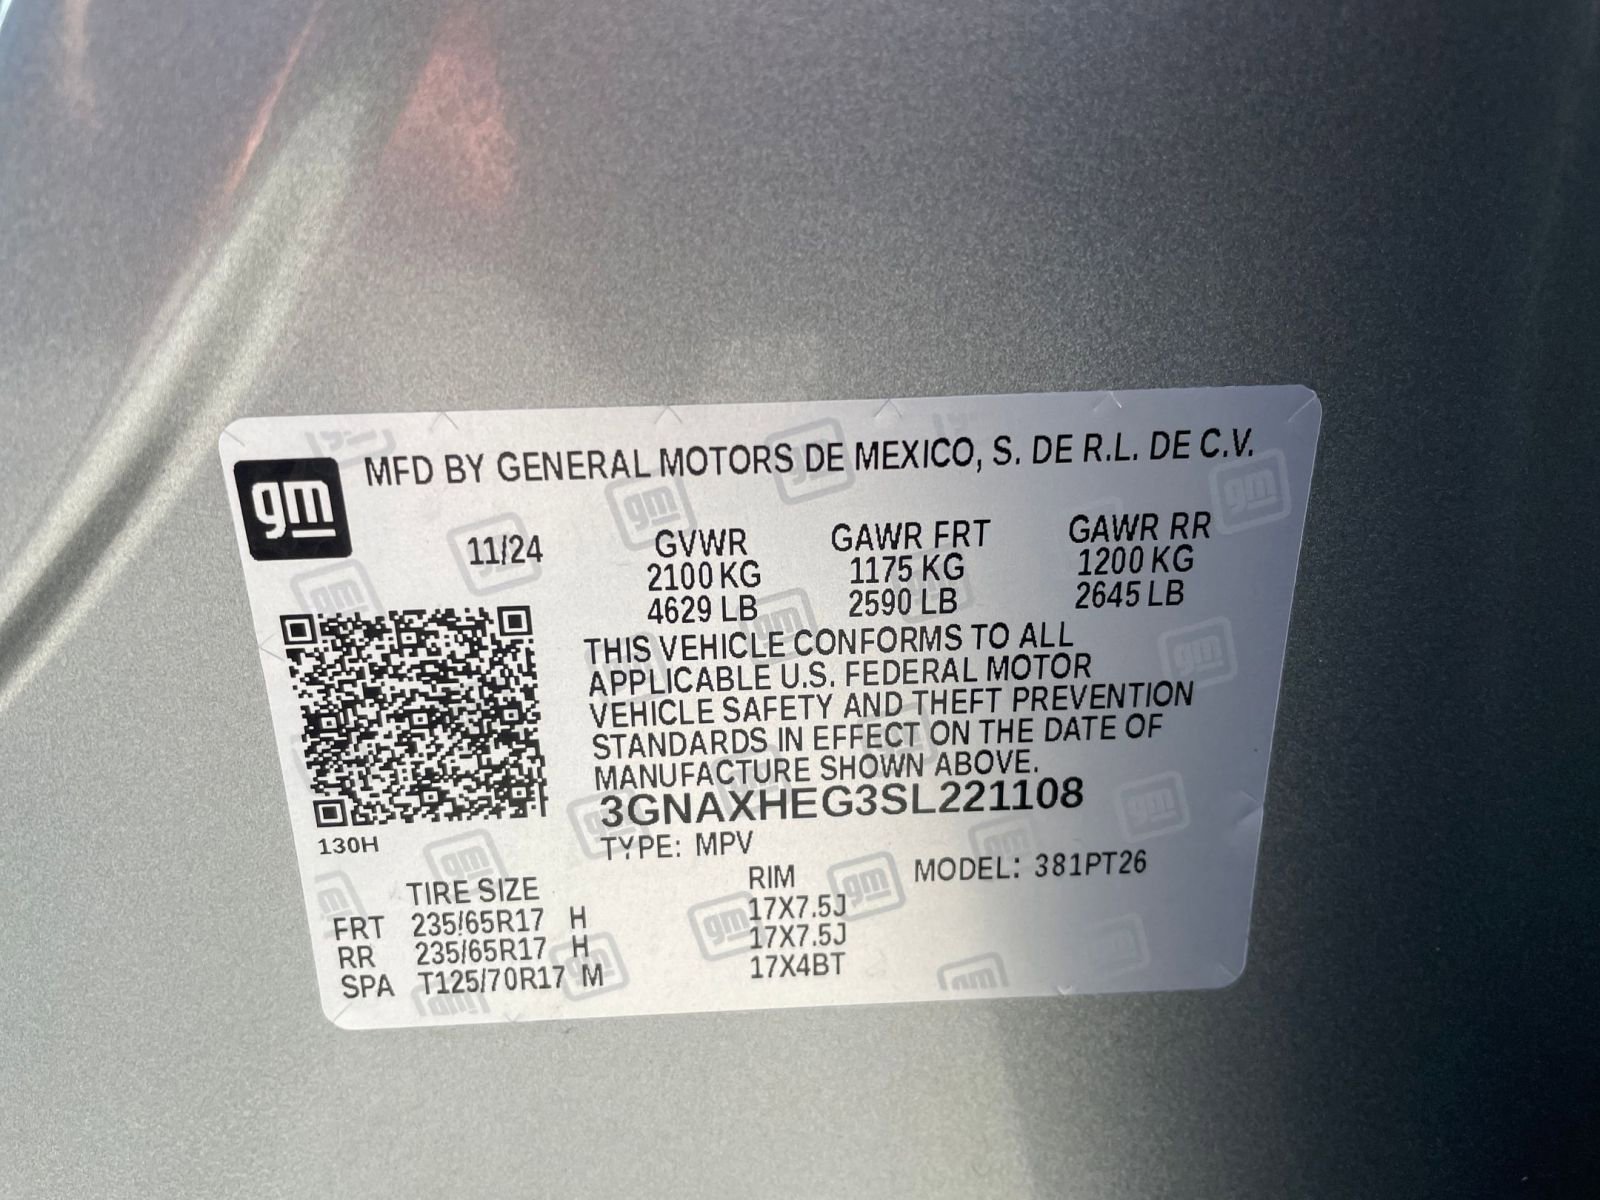 gm MFD BY GENERAL MOTORS DE MEXICO, S. DE R.L. DE C.V.
11/24 GVWR GAWR FRT GAWR RR
2100 KG 1175 KG 1200 KG
4629 LB 2590 LB 2645 LB
THIS VEHICLE CONFORMS TO ALL
APPLICABLE U.S. FEDERAL MOTOR
VEHICLE SAFETY AND THEFT PREVENTION
STANDARDS IN EFFECT ON THE DATE OF
MANUFACTURE SHOWN ABOVE.
3GNAXHEG3SL221108
130H TYPE: MPV
TIRE SIZE RIM MODEL: 381PT26
FRT 235/65R17 H 17X7.5J
RR 235/65R17 H 17X7.5J
SPA T125/70R17 M 17X4BT